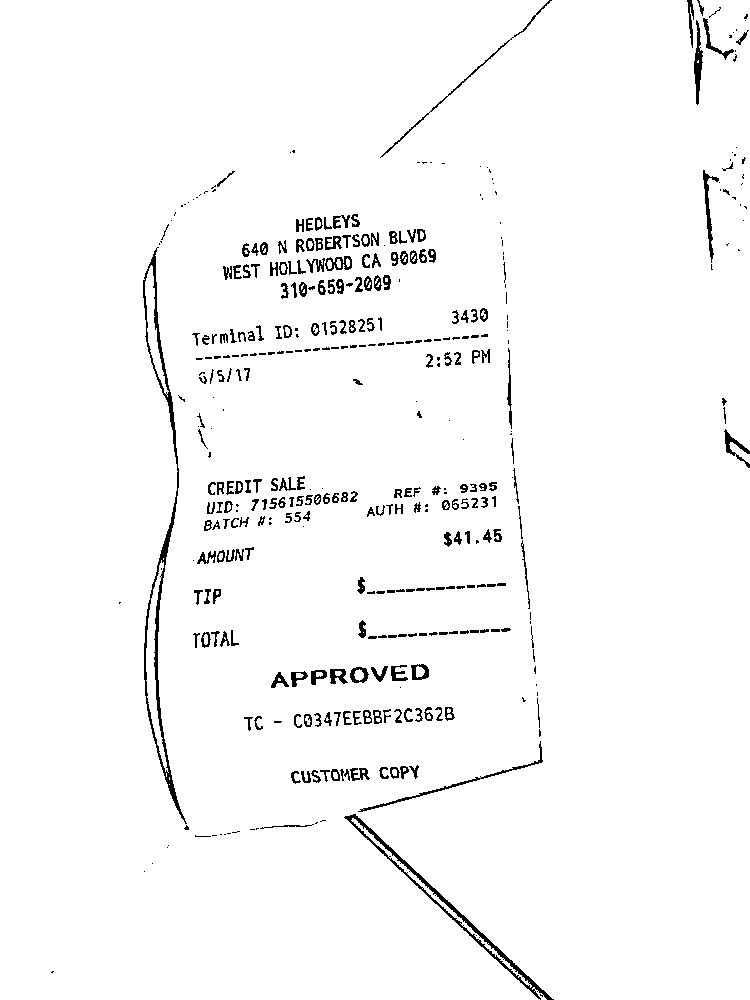 HEDLEYS
640 N ROBERTSON BLVD
WEST HOLLYWOOD CA 90069
310-659-2009
Terminal ID: 01528251 3430
6/5/17 2:52 PM
CREDIT SALE
UID: 715615506682 REF #: 9395
BATCH #: 554 AUTH #: 065231
AMOUNT $41.45
TIP $
TOTAL $
APPROVED
TC - C0347EEBBF2C362B
CUSTOMER COPY